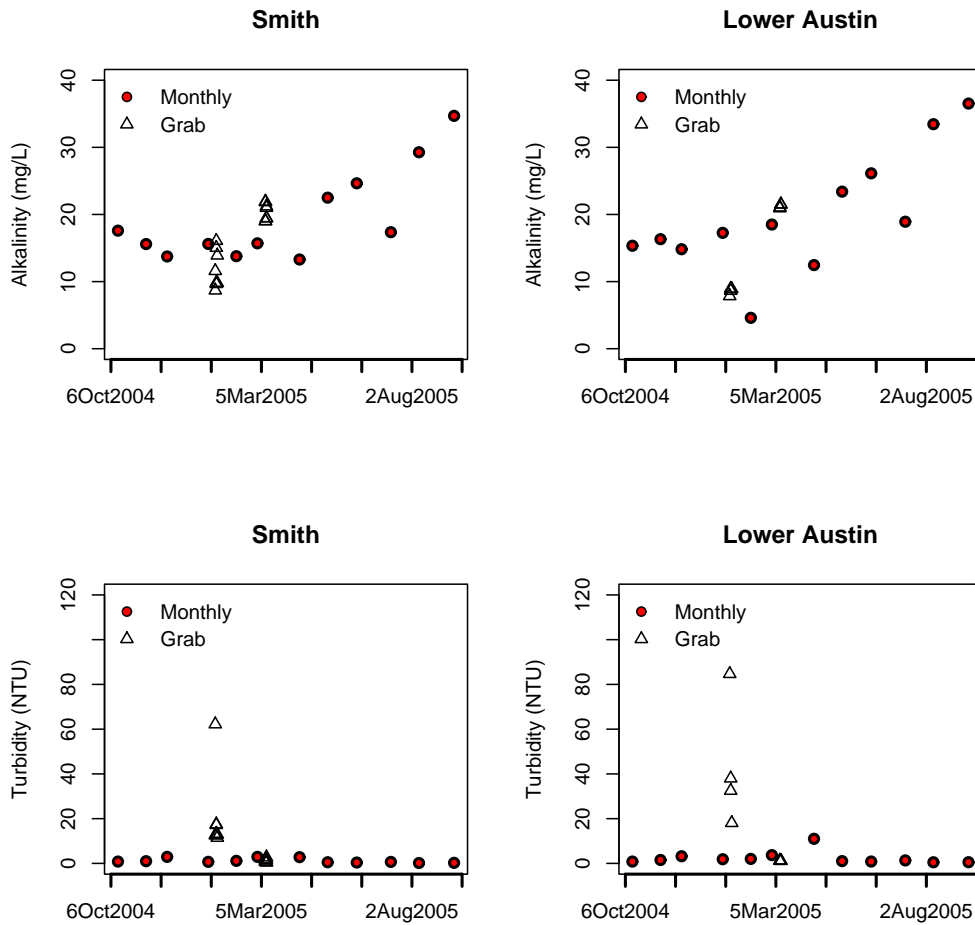 Smith
Alkalinity (mg/L)
40
30
20
10
0
Monthly
Grab
6Oct2004 5Mar2005 2Aug2005
Lower Austin
Alkalinity (mg/L)
40
30
20
10
0
Monthly
Grab
6Oct2004 5Mar2005 2Aug2005
Smith
Turbidity (NTU)
120
80
60
40
20
0
Monthly
Grab
6Oct2004 5Mar2005 2Aug2005
Lower Austin
Turbidity (NTU)
120
80
60
40
20
0
Monthly
Grab
6Oct2004 5Mar2005 2Aug2005